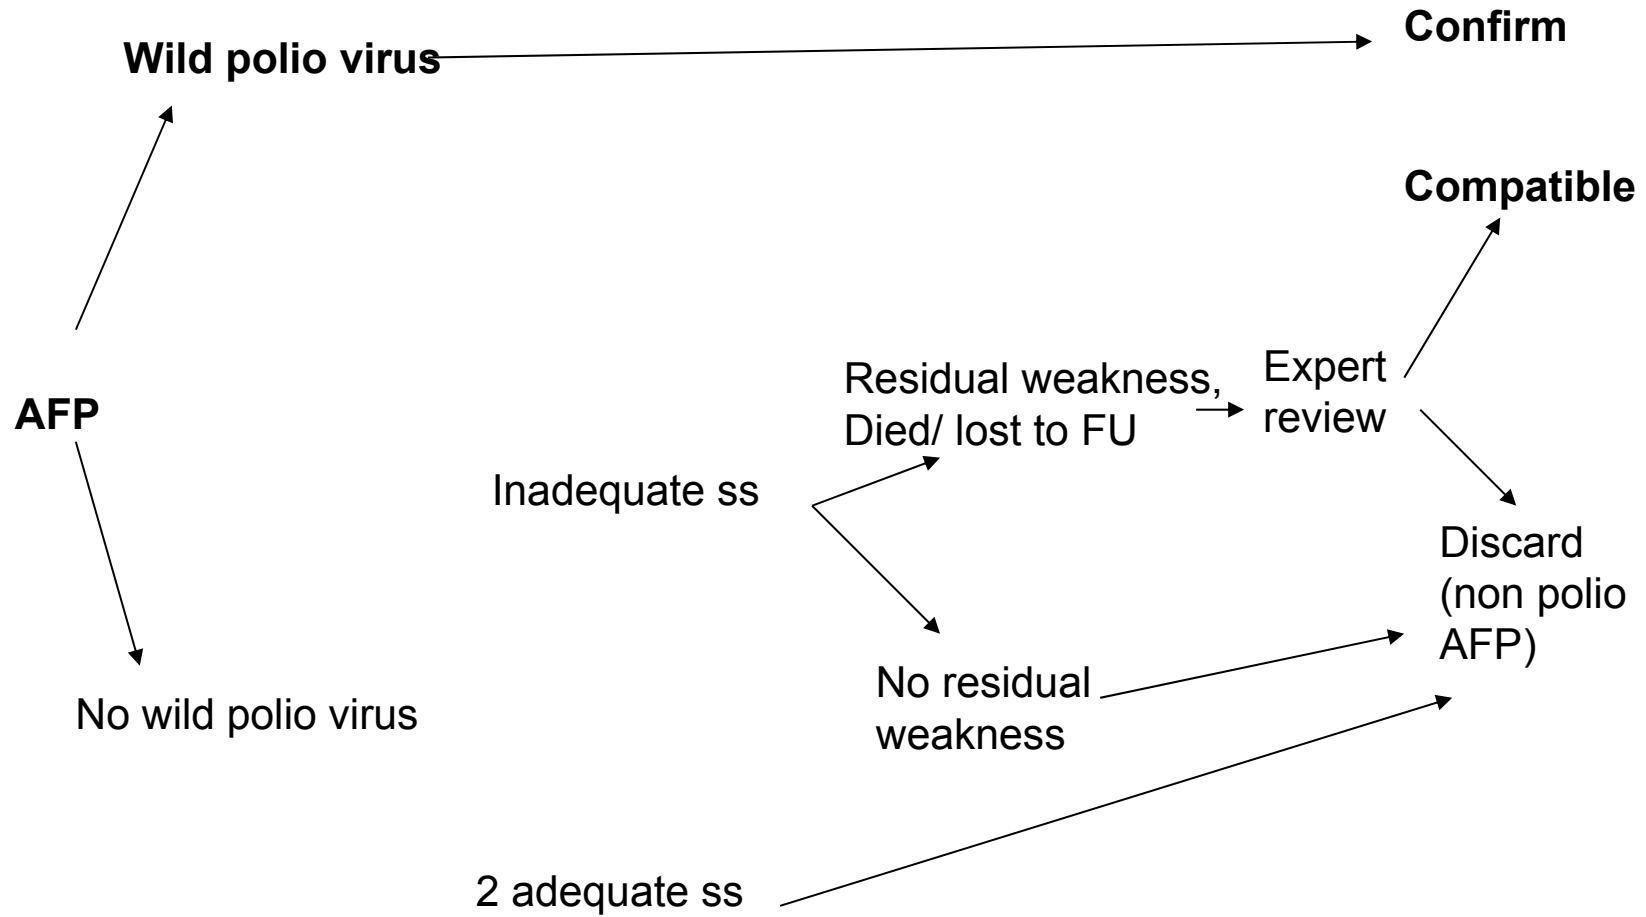 Wild polio virus
Confirm
Compatible
AFP
Residual weakness,
Died/ lost to FU
Expert
review
Inadequate ss
Discard
(non polio
AFP)
No residual
weakness
No wild polio virus
2 adequate ss